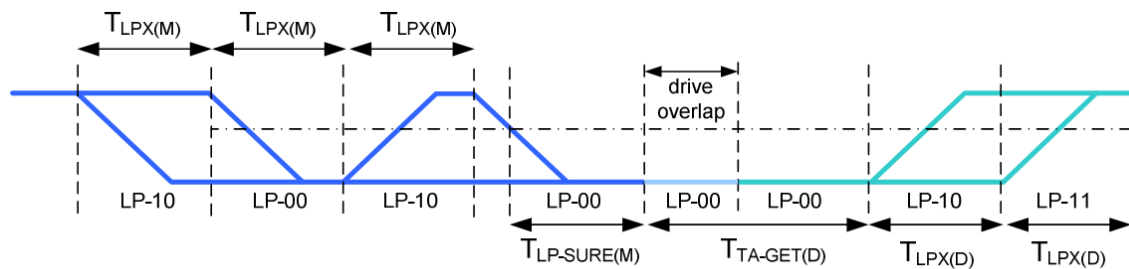 TLPX(M) TLPX(M) TLPX(M)
drive
overlap
LP-10 LP-00 LP-10 LP-00 LP-00 LP-00 LP-10 LP-11
TLP-SURE(M) TTA-GET(D) TLPX(D) TLPX(D)